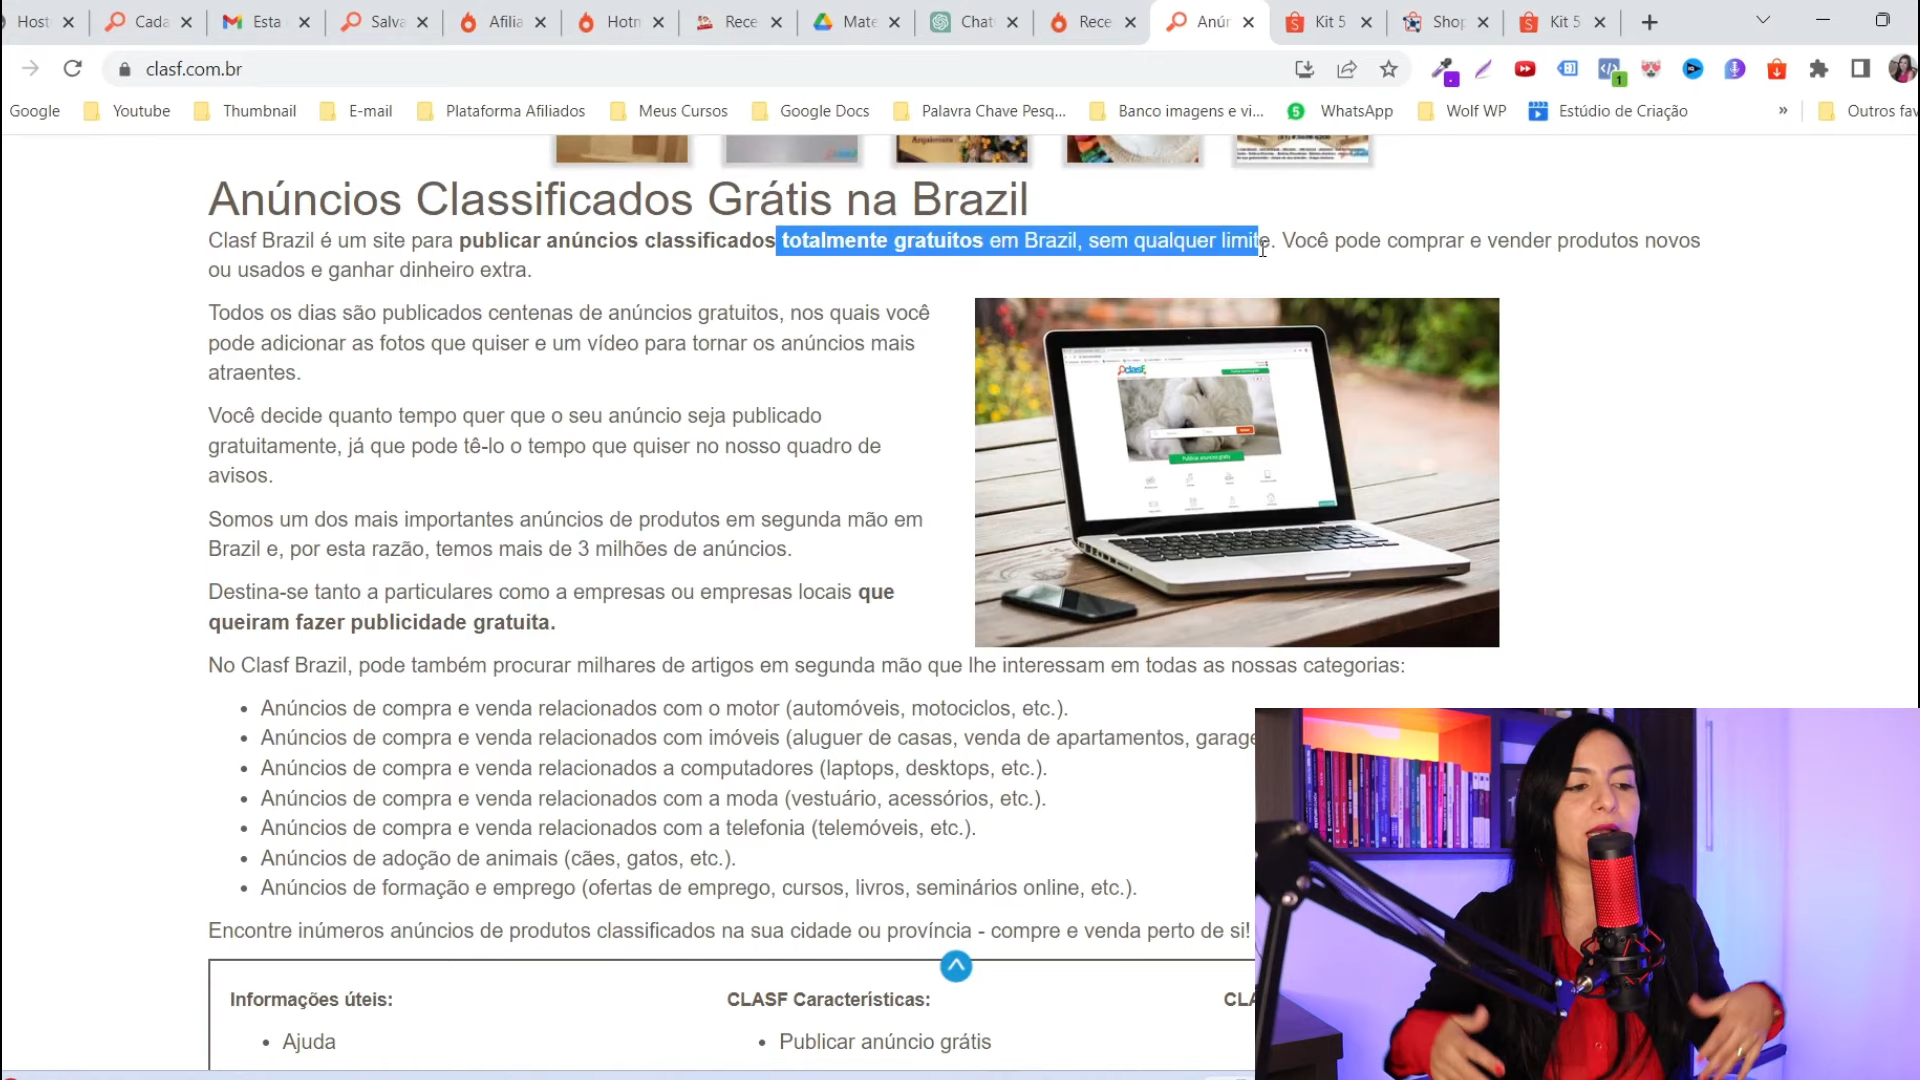 Host
Cada
Esta
Salva
Afilia
Hotn
Rece
Mate
Chat
Rece
Anún
Kit 5
Shop
Kit 5
clasf.com.br
1
Google
Youtube
Thumbnail
E-mail
Plataforma Afiliados
Meus Cursos
Google Docs
Palavra Chave Pesq...
Banco imagens e vi...
5
WhatsApp
Wolf WP
Estúdio de Criação
»
Outros fav
Anúncios Classificados Grátis na Brazil
Clasf Brazil é um site para publicar anúncios classificados totalmente gratuitos em Brazil, sem qualquer limite. Você pode comprar e vender produtos novos
ou usados e ganhar dinheiro extra.
Todos os dias são publicados centenas de anúncios gratuitos, nos quais você
pode adicionar as fotos que quiser e um vídeo para tornar os anúncios mais
atraentes.
Você decide quanto tempo quer que o seu anúncio seja publicado
gratuitamente, já que pode tê-lo o tempo que quiser no nosso quadro de
avisos.
Somos um dos mais importantes anúncios de produtos em segunda mão em
Brazil e, por esta razão, temos mais de 3 milhões de anúncios.
Destina-se tanto a particulares como a empresas ou empresas locais que
queiram fazer publicidade gratuita.
clasf
No Clasf Brazil, pode também procurar milhares de artigos em segunda mão que lhe interessam em todas as nossas categorias:
• Anúncios de compra e venda relacionados com o motor (automóveis, motociclos, etc.).
• Anúncios de compra e venda relacionados com imóveis (aluguer de casas, venda de apartamentos, garage
• Anúncios de compra e venda relacionados a computadores (laptops, desktops, etc.).
• Anúncios de compra e venda relacionados com a moda (vestuário, acessórios, etc.).
• Anúncios de compra e venda relacionados com a telefonia (telemóveis, etc.).
• Anúncios de adoção de animais (cães, gatos, etc.).
• Anúncios de formação e emprego (ofertas de emprego, cursos, livros, seminários online, etc.).
Encontre inúmeros anúncios de produtos classificados na sua cidade ou província - compre e venda perto de si!
Informações úteis:
CLASF Características:
CLA
• Ajuda
• Publicar anúncio grátis